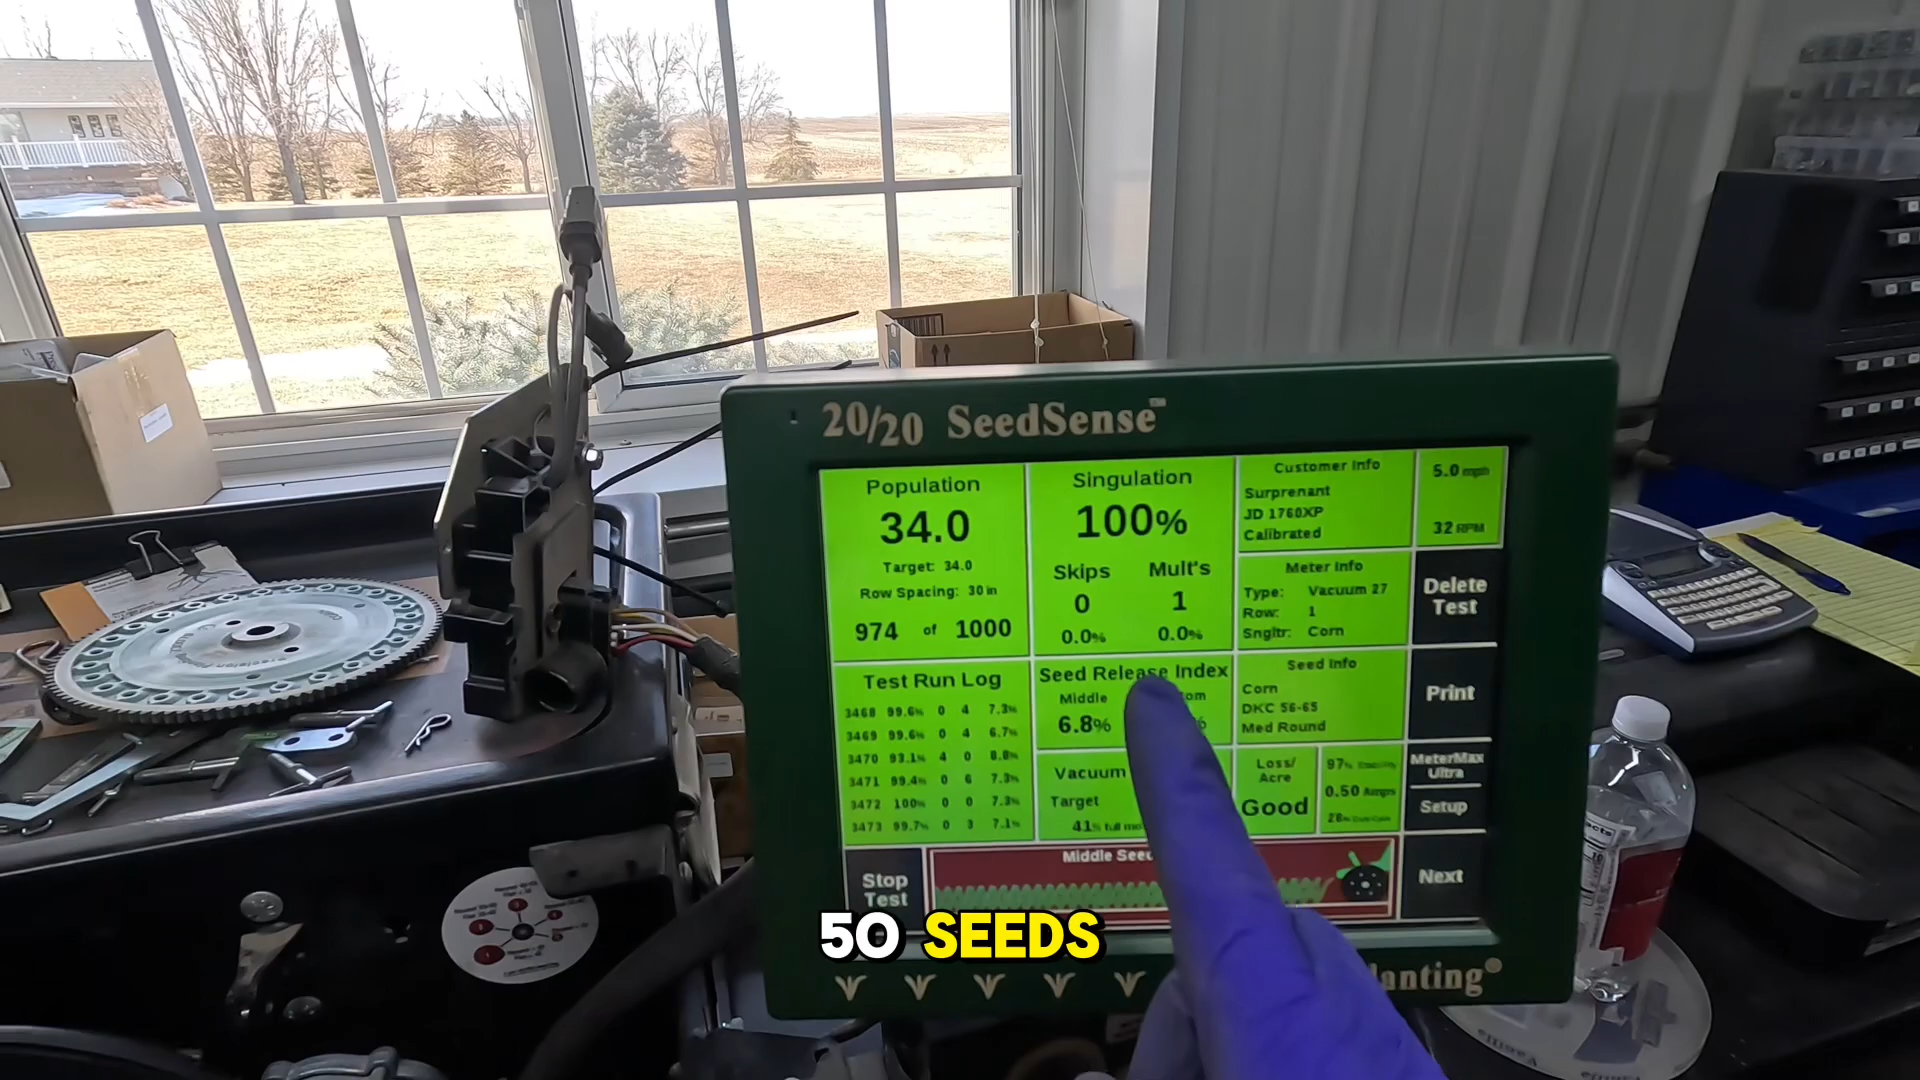 20/20 SeedSense™
Population
34.0
Target: 34.0
Row Spacing: 30 in
974 of 1000
Singulation
100%
Skips Mult's
0 1
0.0% 0.0%
Customer Info
Surprenant
JD 1760XP
Calibrated
5.0 mph
32 RPM
Meter Info
Type: Vacuum 27
Row: 1
Sngltr: Corn
Delete
Test
Test Run Log
3468 99.6% 0 4 7.3%
3469 99.6% 0 4 6.7%
3470 93.1% 4 0 8.8%
3471 99.4% 0 6 7.3%
3472 100% 0 0 7.3%
3473 99.7% 0 3 7.1%
Seed Release Index
Middle
6.8%
Seed Info
Corn
DKC 56-65
Med Round
Print
Vacuum
Target
41% full
Loss/
Acre
Good
97%
0.50 Amps
MeterMax
Ultra
Setup
Stop
Test
Middle
Next
50 SEEDS